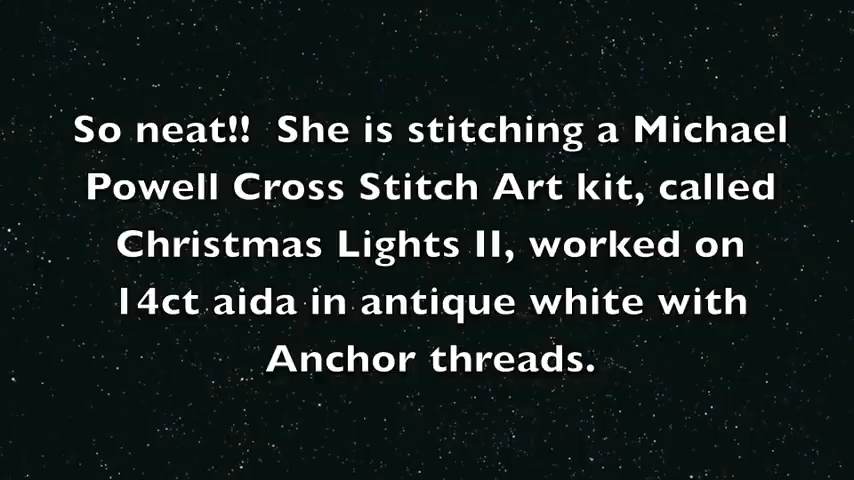 So neat!!  She is stitching a Michael
Powell Cross Stitch Art kit, called
Christmas Lights II, worked on
14ct aida in antique white with
Anchor threads.